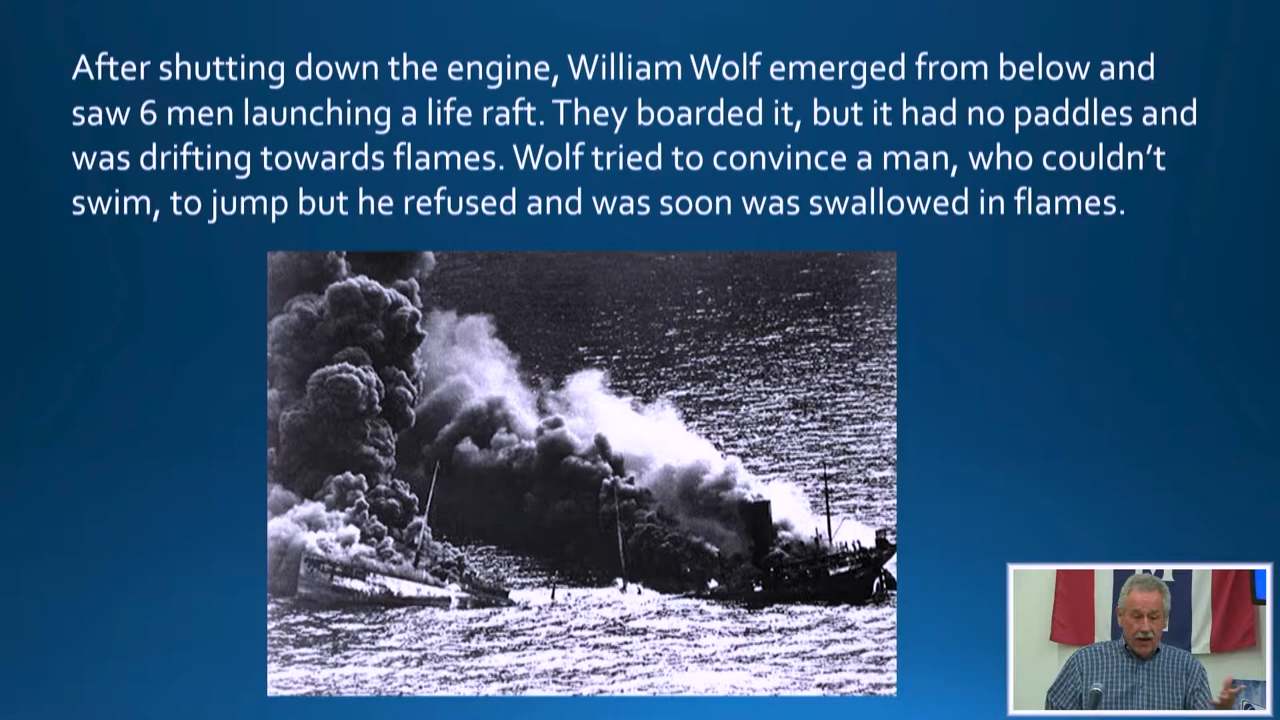 After shutting down the engine, William Wolf emerged from below and
saw 6 men launching a life raft. They boarded it, but it had no paddles and
was drifting towards flames. Wolf tried to convince a man, who couldn’t
swim, to jump but he refused and was soon was swallowed in flames.